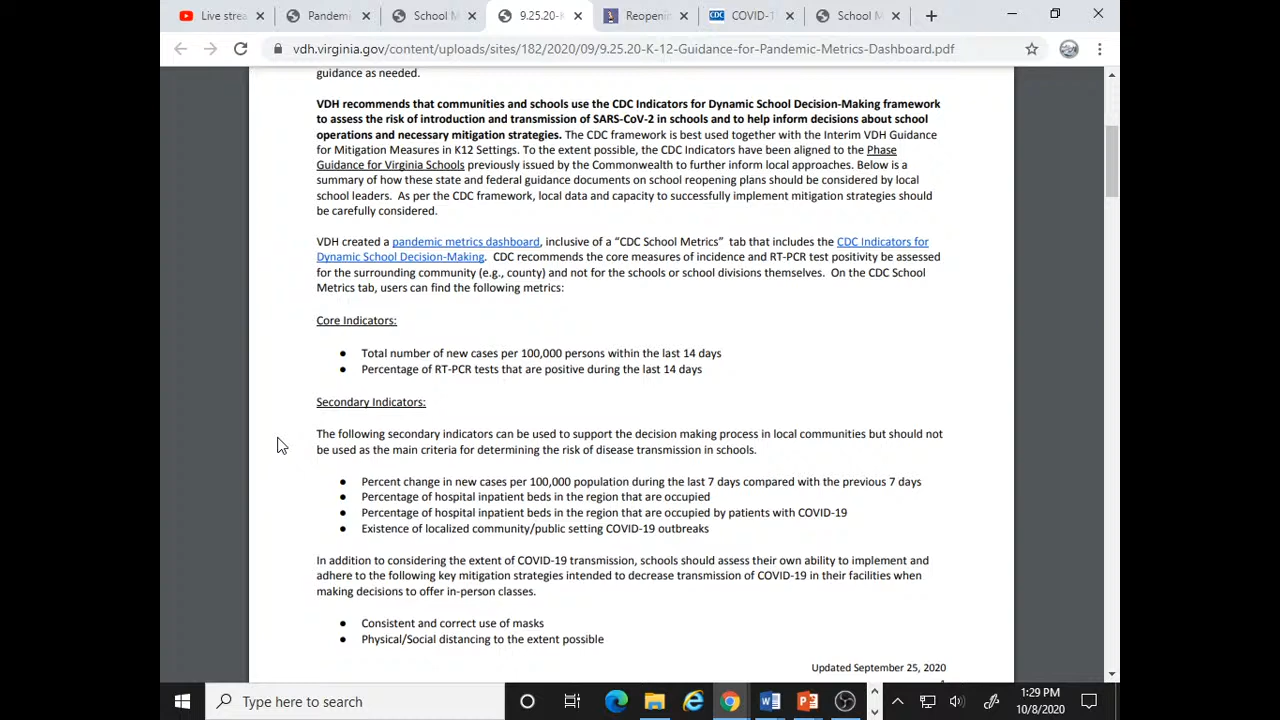 Live strea
Pandemi
School M
9.25.20-K
Reopenin
CDC COVID-1
School M
vdh.virginia.gov/content/uploads/sites/182/2020/09/9.25.20-K-12-Guidance-for-Pandemic-Metrics-Dashboard.pdf
guidance as needed.
VDH recommends that communities and schools use the CDC Indicators for Dynamic School Decision-Making framework
to assess the risk of introduction and transmission of SARS-CoV-2 in schools and to help inform decisions about school
operations and necessary mitigation strategies. The CDC framework is best used together with the Interim VDH Guidance
for Mitigation Measures in K12 Settings. To the extent possible, the CDC Indicators have been aligned to the Phase
Guidance for Virginia Schools previously issued by the Commonwealth to further inform local approaches. Below is a
summary of how these state and federal guidance documents on school reopening plans should be considered by local
school leaders. As per the CDC framework, local data and capacity to successfully implement mitigation strategies should
be carefully considered.
VDH created a pandemic metrics dashboard, inclusive of a “CDC School Metrics” tab that includes the CDC Indicators for
Dynamic School Decision-Making. CDC recommends the core measures of incidence and RT-PCR test positivity be assessed
for the surrounding community (e.g., county) and not for the schools or school divisions themselves. On the CDC School
Metrics tab, users can find the following metrics:
Core Indicators:
● Total number of new cases per 100,000 persons within the last 14 days
● Percentage of RT-PCR tests that are positive during the last 14 days
Secondary Indicators:
The following secondary indicators can be used to support the decision making process in local communities but should not
be used as the main criteria for determining the risk of disease transmission in schools.
● Percent change in new cases per 100,000 population during the last 7 days compared with the previous 7 days
● Percentage of hospital inpatient beds in the region that are occupied
● Percentage of hospital inpatient beds in the region that are occupied by patients with COVID-19
● Existence of localized community/public setting COVID-19 outbreaks
In addition to considering the extent of COVID-19 transmission, schools should assess their own ability to implement and
adhere to the following key mitigation strategies intended to decrease transmission of COVID-19 in their facilities when
making decisions to offer in-person classes.
● Consistent and correct use of masks
● Physical/Social distancing to the extent possible
Updated September 25, 2020
Type here to search
1:29 PM
10/8/2020